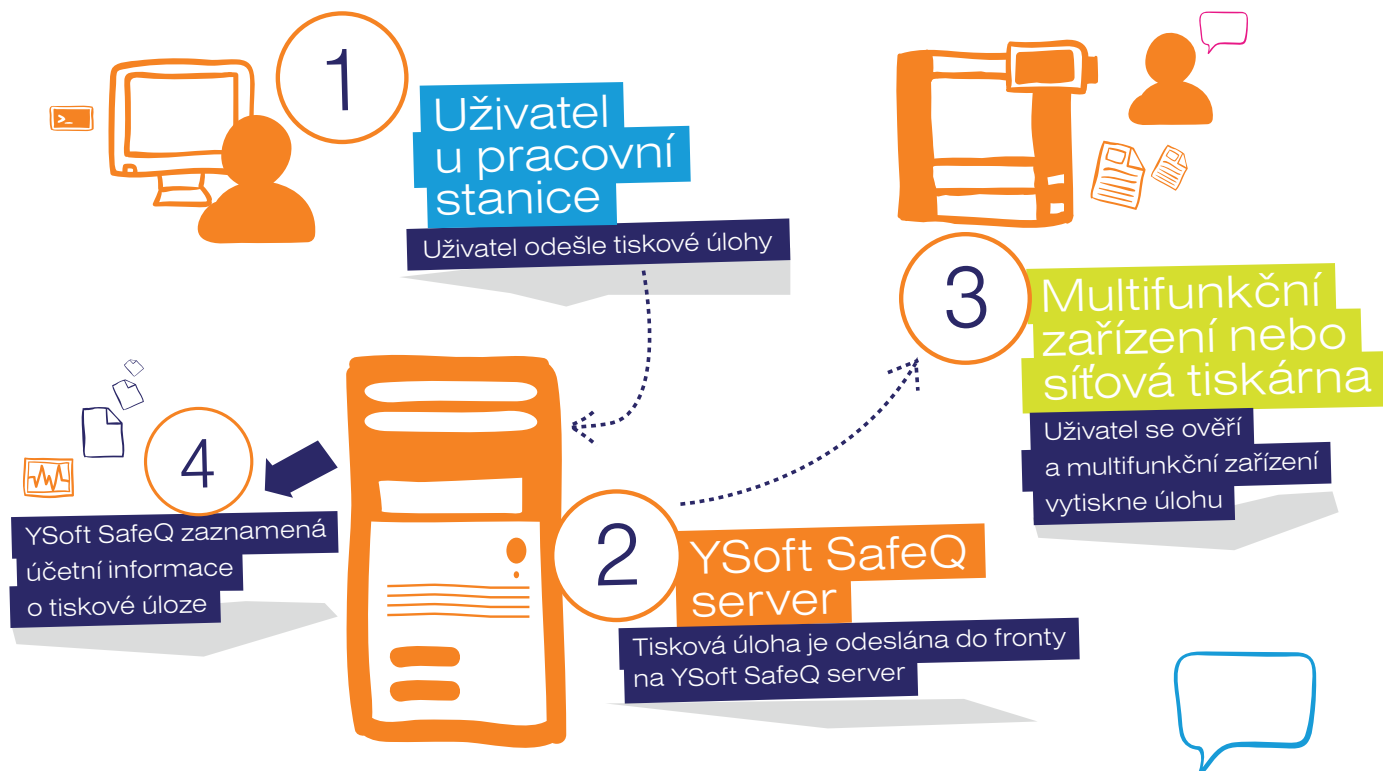 1
Uživatel
u pracovní
stanice
Uživatel odešle tiskové úlohy
2
YSoft SafeQ
server
Tisková úloha je odeslána do fronty
na YSoft SafeQ server
3
Multifunkční
zařízení nebo
síťová tiskárna
Uživatel se ověří
a multifunkční zařízení
vytiskne úlohu
4
YSoft SafeQ zaznamená
účetní informace
o tiskové úloze
>_